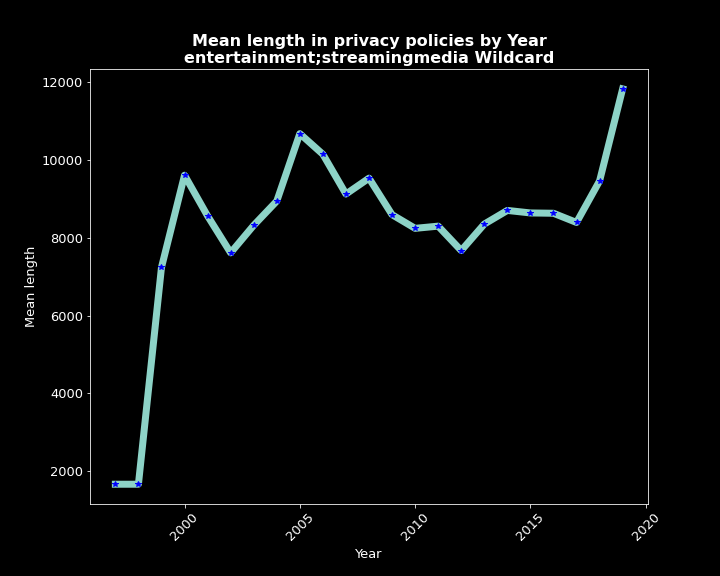 Mean length in privacy policies by Year
entertainment;streamingmedia Wildcard
12000
10000
8000
6000
4000
2000
Mean length
2000
2005
2010
2015
2020
Year